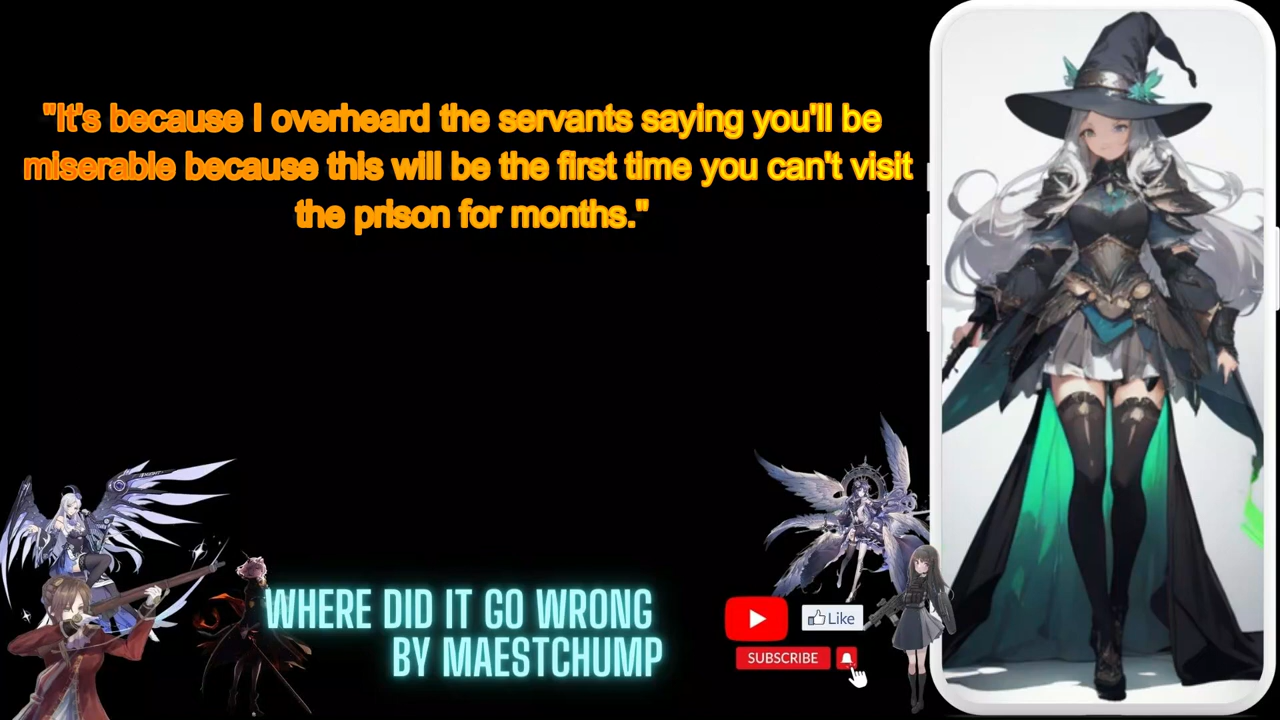 "It's because I overheard the servants saying you'll be
miserable because this will be the first time you can't visit
the prison for months."
WHERE DID IT GO WRONG
BY MAESTCHUMP
Like
SUBSCRIBE